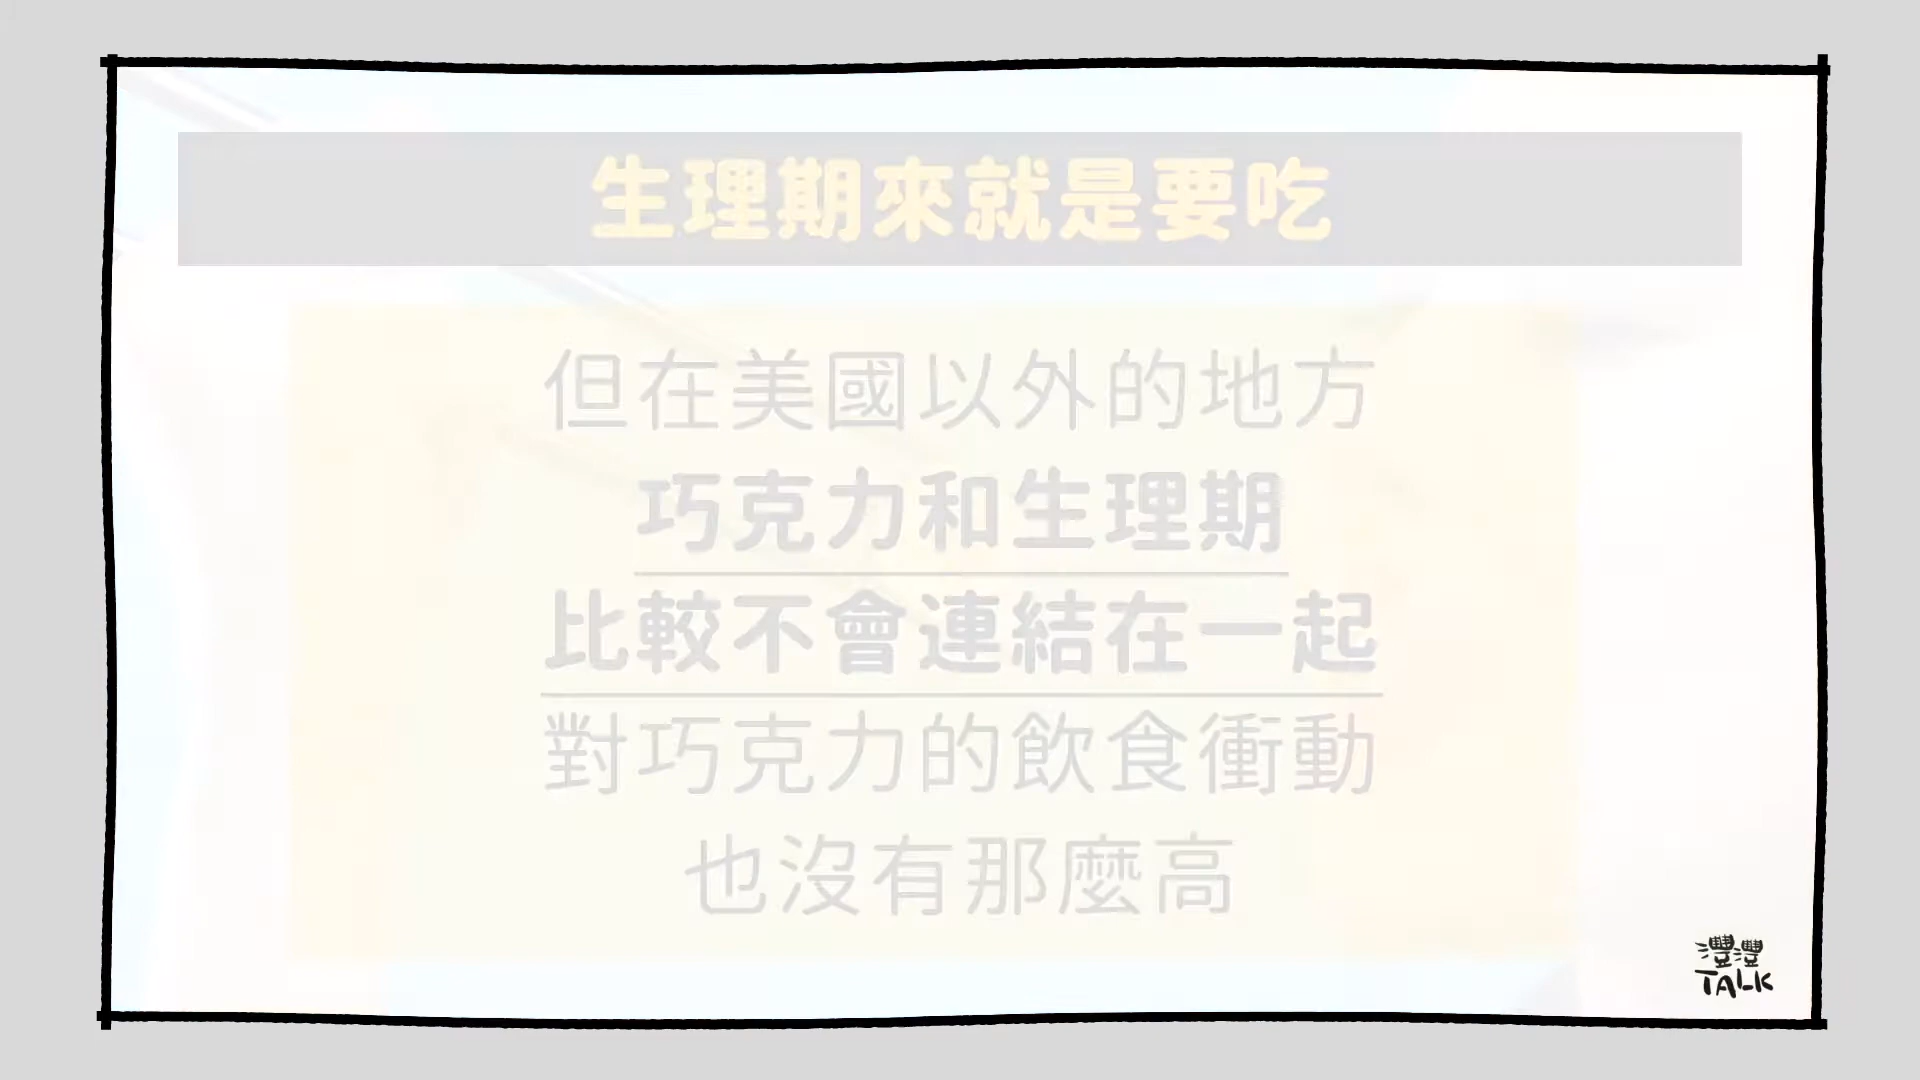 生理期來就是要吃
但在美國以外的地方
巧克力和生理期
比較不會連結在一起
對巧克力的飲食衝動
也沒有那麼高
灃灃
TALK